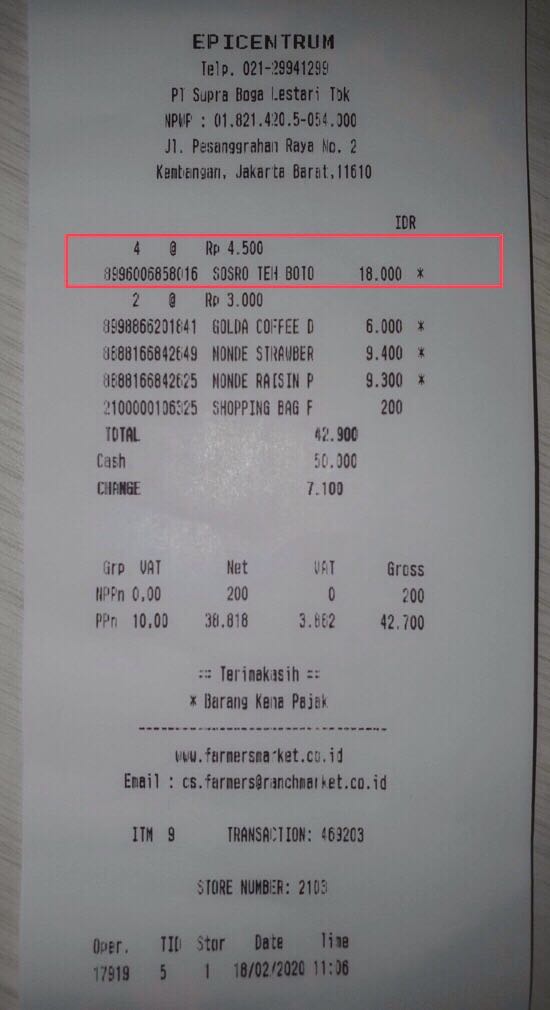 EPICENTRUM
Telp. 021-29941299
PT Supra Boga Lestari Tbk
NPWP : 01.821.420.5-054.000
Jl. Pesanggrahan Raya No. 2
Kembangan, Jakarta Barat,11610
IDR
4 @ Rp 4.500
8996006858016 SOSRO TEH BOTO 18.000 *
2 @ Rp 3.000
8998866201841 GOLDA COFFEE D 6.000 *
8888166842649 MONDE STRAWBER 9.400 *
8888166842625 MONDE RAISIN P 9.300 *
2100000106325 SHOPPING BAG F 200
TOTAL 42.900
Cash 50.000
CHANGE 7.100
Grp VAT Net VAT Gross
NPPn 0,00 200 0 200
PPn 10,00 38.818 3.882 42.700
== Terimakasih ==
* Barang Kena Pajak
www.farmersmarket.co.id
Email : cs.farmers@ranchmarket.co.id
ITM 9 TRANSACTION: 469203
STORE NUMBER: 2103
Oper. TID Stor Date Time
17919 5 1 18/02/2020 11:06